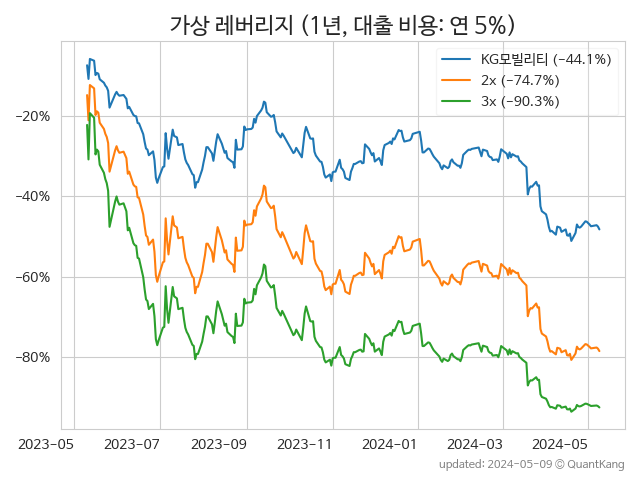 가상 레버리지 (1년, 대출 비용: 연 5%)
KG모빌리티 (−44.1%)
2x (−74.7%)
3x (−90.3%)
−20%
−40%
−60%
−80%
2023−05 2023−07 2023−09 2023−11 2024−01 2024−03 2024−05
updated: 2024-05-09 © QuantKang